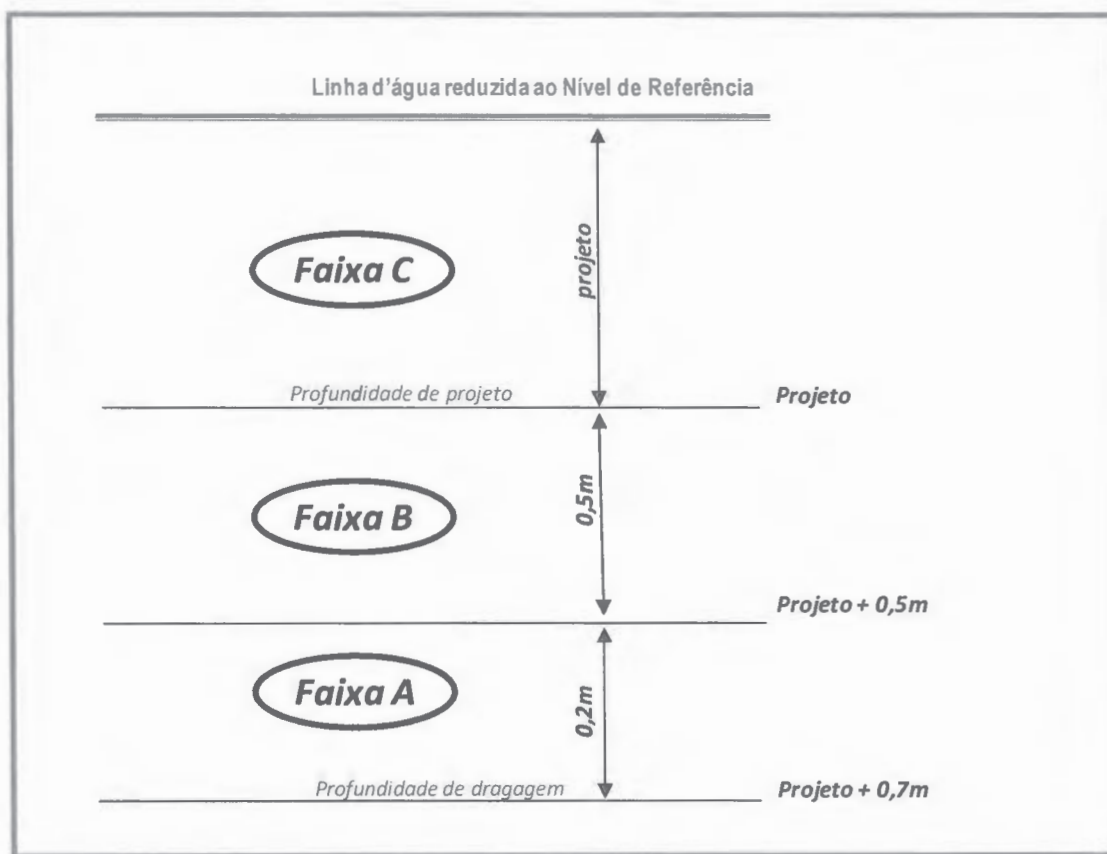 Linha d'água reduzida ao Nível de Referência
projeto
Faixa C
Profundidade de projeto
Projeto
0,5m
Faixa B
Projeto + 0,5m
0,2m
Faixa A
Profundidade de dragagem
Projeto + 0,7m